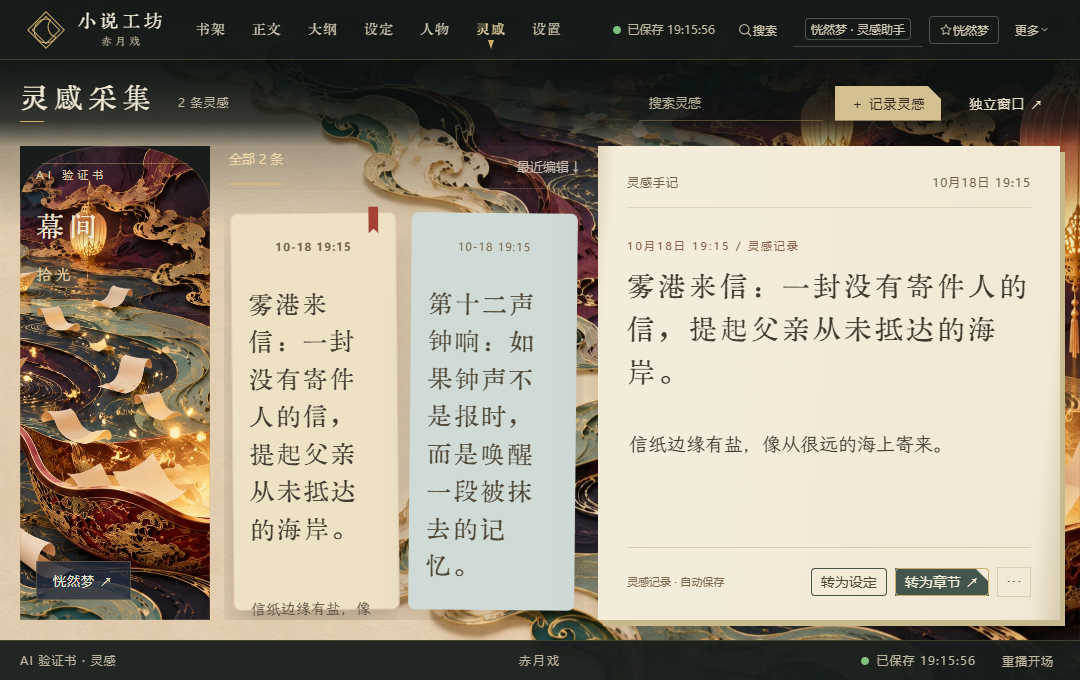 小说工坊
赤月戏
书架
正文
大纲
设定
人物
灵感
设置
已保存 19:15:56
搜索
恍然梦 · 灵感助手
恍然梦
更多
灵感采集
2 条灵感
搜索灵感
+ 记录灵感
独立窗口 ↗
AI 验证书
幕间
拾光
恍然梦 ↗
全部 2 条
最近编辑↓
10-18 19:15
雾港来
信：一封
没有寄件
人的信，
提起父亲
从未抵达
的海岸。
信纸边缘有盐，像
10-18 19:15
第十二声
钟响：如
果钟声不
是报时，
而是唤醒
一段被抹
去的记
忆。
灵感手记
10月18日 19:15
10月18日 19:15 / 灵感记录
雾港来信：一封没有寄件人的
信，提起父亲从未抵达的海
岸。
信纸边缘有盐，像从很远的海上寄来。
灵感记录 · 自动保存
转为设定
转为章节 ↗
···
AI 验证书 · 灵感
赤月戏
已保存 19:15:56
重播开场